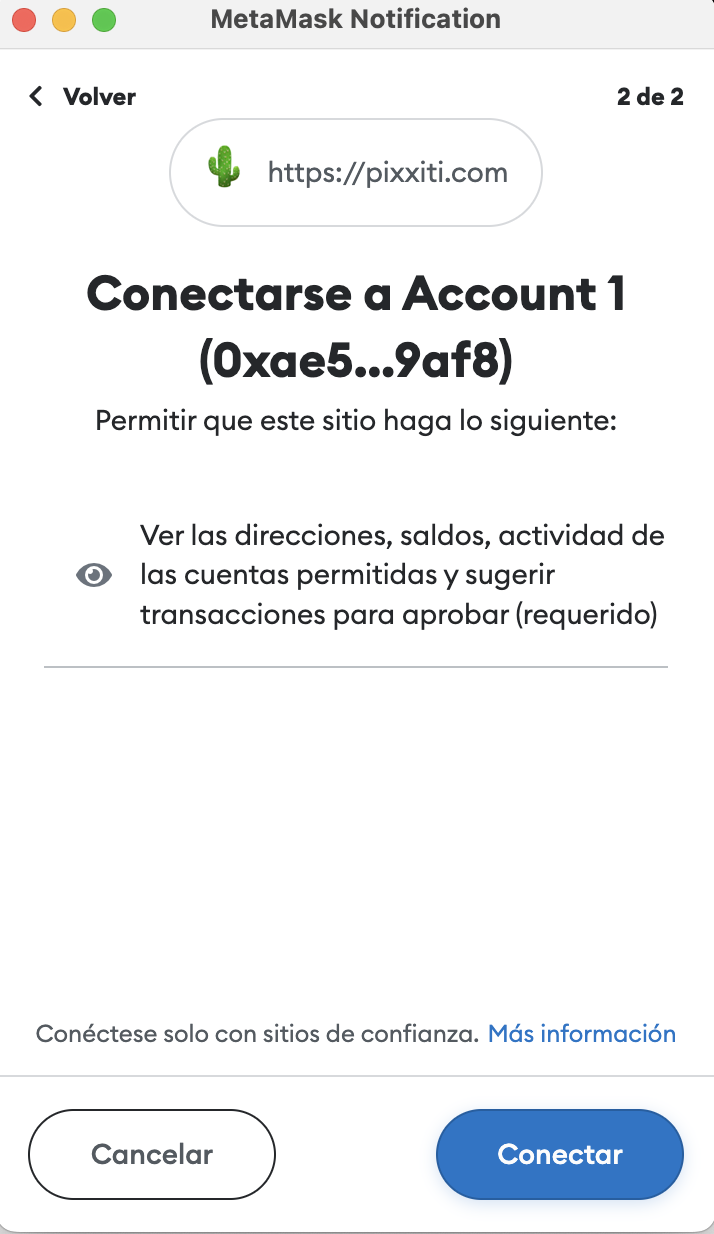 MetaMask Notification
Volver
2 de 2
https://pixxiti.com
Conectarse a Account 1
(0xae5...9af8)
Permitir que este sitio haga lo siguiente:
Ver las direcciones, saldos, actividad de
las cuentas permitidas y sugerir
transacciones para aprobar (requerido)
Conéctese solo con sitios de confianza. Más información
Cancelar
Conectar